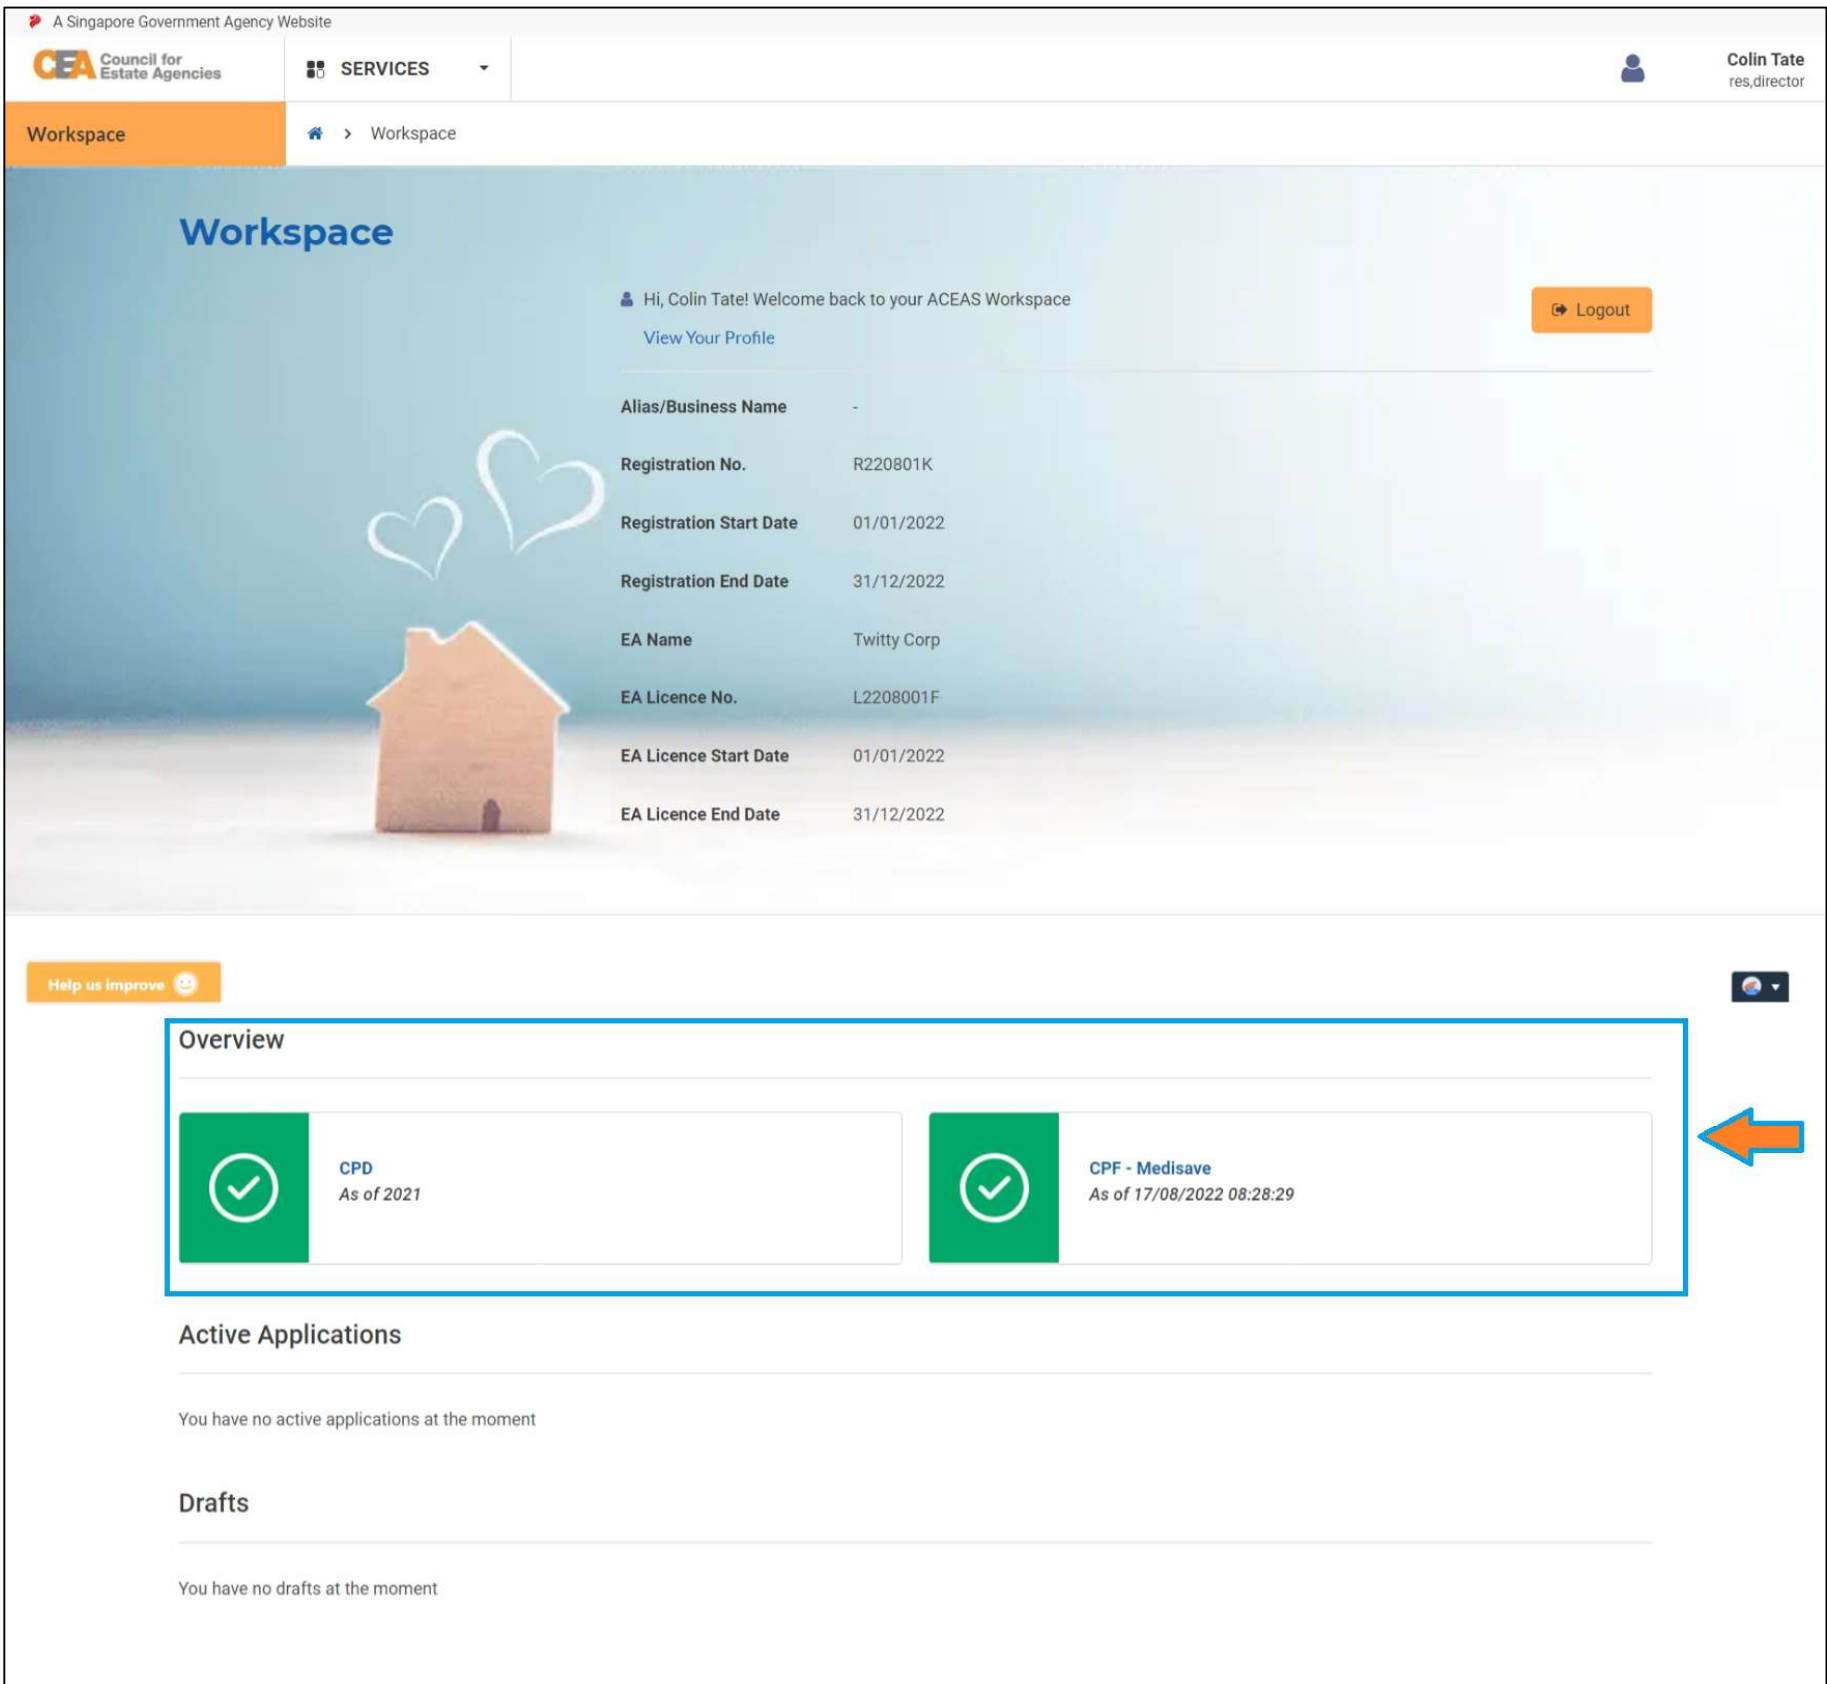 A Singapore Government Agency Website
CEA Council for
Estate Agencies
SERVICES
Colin Tate
res,director
Workspace
> Workspace
Workspace
Hi, Colin Tate! Welcome back to your ACEAS Workspace
Logout
View Your Profile
Alias/Business Name -
Registration No. R220801K
Registration Start Date 01/01/2022
Registration End Date 31/12/2022
EA Name Twitty Corp
EA Licence No. L2208001F
EA Licence Start Date 01/01/2022
EA Licence End Date 31/12/2022
Help us improve
Overview
CPD
As of 2021
CPF - Medisave
As of 17/08/2022 08:28:29
Active Applications
You have no active applications at the moment
Drafts
You have no drafts at the moment